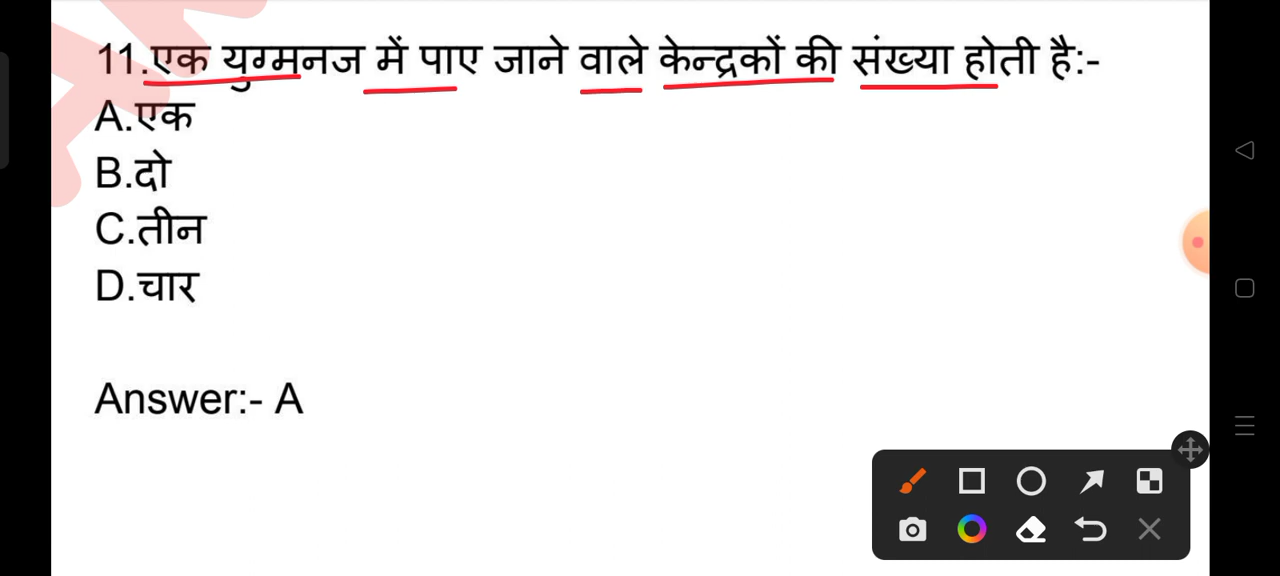 11.एक युग्मनज में पाए जाने वाले केन्द्रकों की संख्या होती है:-
A.एक
B.दो
C.तीन
D.चार
Answer:- A